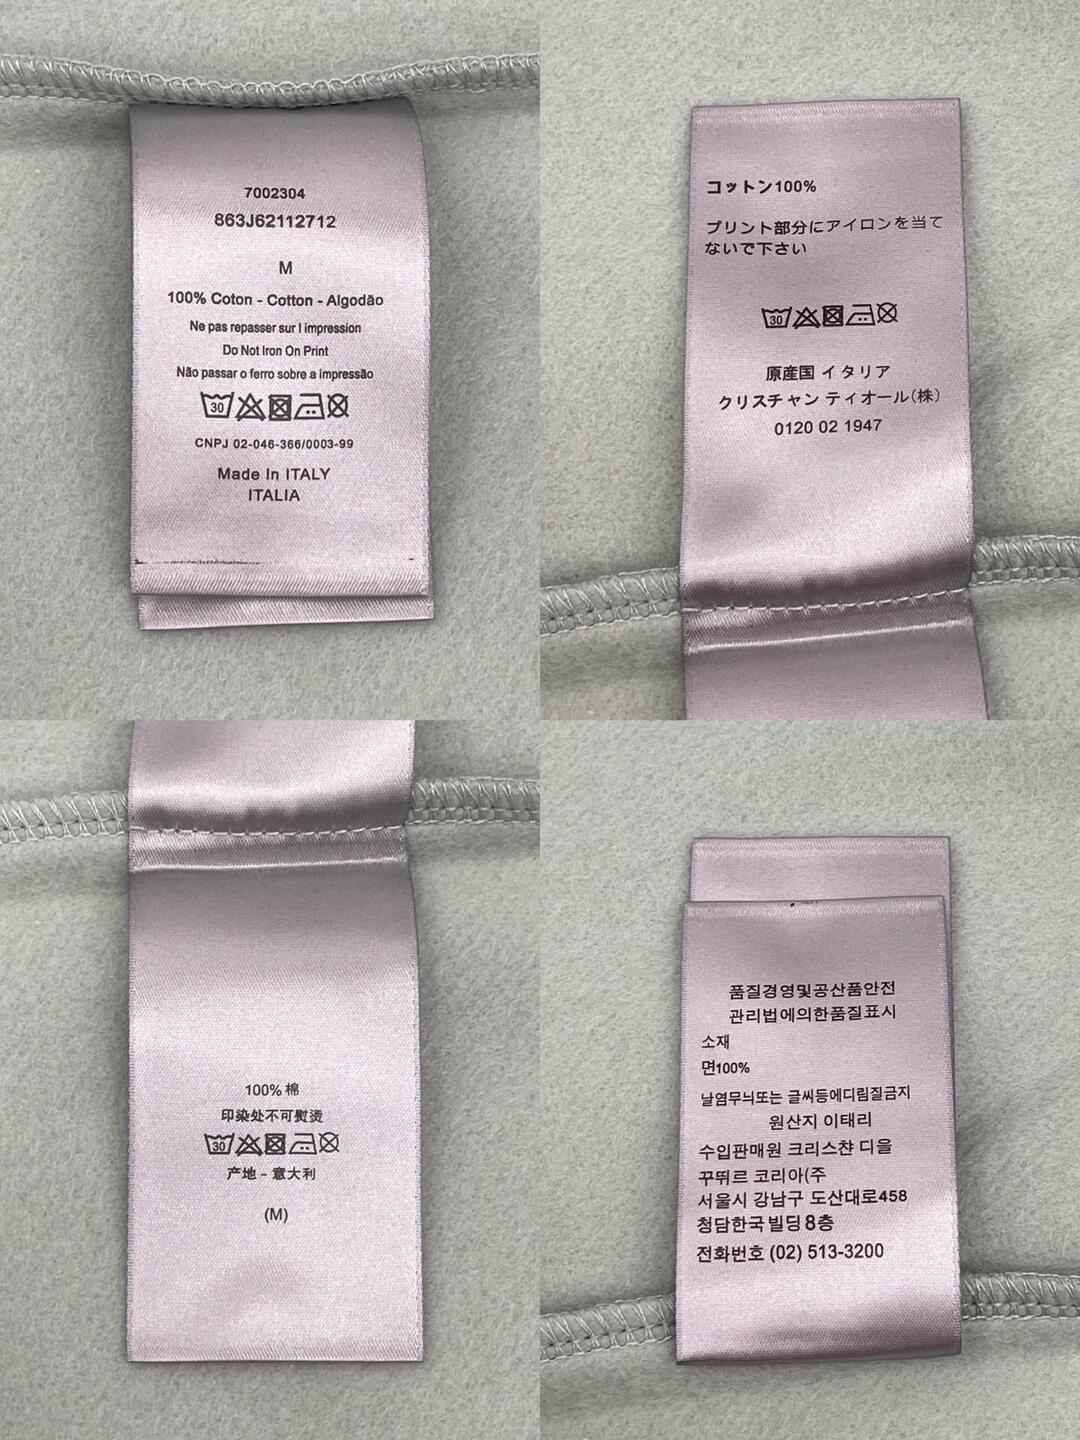 7002304
863J62112712
M
100% Coton - Cotton - Algodão
Ne pas repasser sur l impression
Do Not Iron On Print
Não passar o ferro sobre a impressão
30
CNPJ 02-046-366/0003-99
Made In ITALY
ITALIA
コットン100%
プリント部分にアイロンを当て
ないで下さい
30
原産国 イタリア
クリスチャン ティオール(株)
0120 02 1947
100% 棉
印染处不可熨烫
30
产地 - 意大利
(M)
품질경영및공산품안전
관리법에의한품질표시
소재
면100%
날염무늬또는 글씨등에디림질금지
원산지 이태리
수입판매원 크리스챤 디올
꾸뛰르 코리아(주
서울시 강남구 도산대로458
청담한국빌딩8층
전화번호 (02) 513-3200